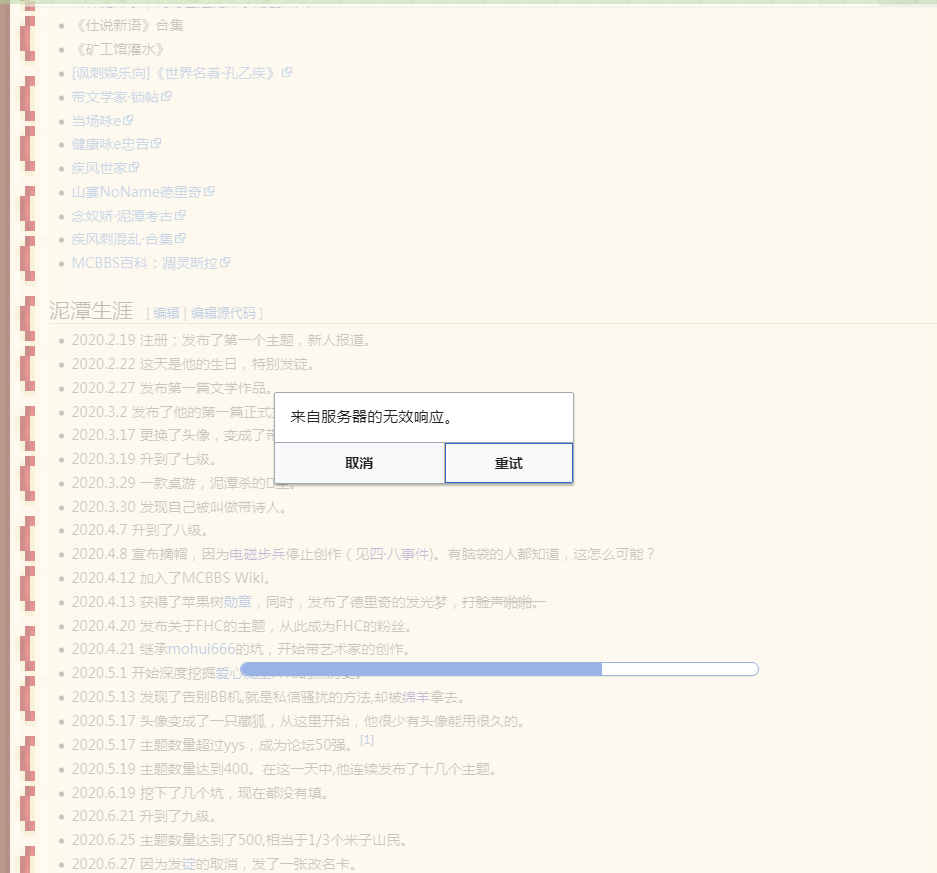 《仕说新语》合集
《矿工馆灌水》
[讽刺娱乐向]《世界名著·孔乙疾》
带文学家·锁帖
当场咏e
健康咏e忠告
疾风世家
山寨NoName德里奇
念奴娇·泥潭考古
疾风刺混乱·合集
MCBBS百科：凋灵斯拉
泥潭生涯 [ 编辑 | 编辑源代码 ]
2020.2.19 注册；发布了第一个主题，新人报道。
2020.2.22 这天是他的生日，特别发锭。
2020.2.27 发布第一篇文学作品。
2020.3.2 发布了他的第一篇正式
来自服务器的无效响应。
2020.3.17 更换了头像，变成了带
2020.3.19 升到了七级。
取消 重试
2020.3.29 一款桌游，泥潭杀的
2020.3.30 发现自己被叫做带诗人。
2020.4.7 升到了八级。
2020.4.8 宣布摘帽，因为电磁步兵停止创作（见四·八事件)。有脑袋的人都知道，这怎么可能？
2020.4.12 加入了MCBBS Wiki。
2020.4.13 获得了苹果树勋章，同时，发布了德里奇的发光梦，打脸声啪啪。
2020.4.20 发布关于FHC的主题，从此成为FHC的粉丝。
2020.4.21 继承mohui666的坑，开始带艺术家的创作。
2020.5.1 开始深度挖掘爱心
2020.5.13 发现了告别BB机,就是私信骚扰的方法,却被绵羊拿去。
2020.5.17 头像变成了一只藏狐，从这里开始，他很少有头像能用很久的。
2020.5.17 主题数量超过yys，成为论坛50强。[1]
2020.5.19 主题数量达到400。在这一天中,他连续发布了十几个主题。
2020.6.19 挖下了几个坑，现在都没有填。
2020.6.21 升到了九级。
2020.6.25 主题数量达到了500,相当于1/3个米子山民。
2020.6.27 因为发锭的取消，发了一张改名卡。